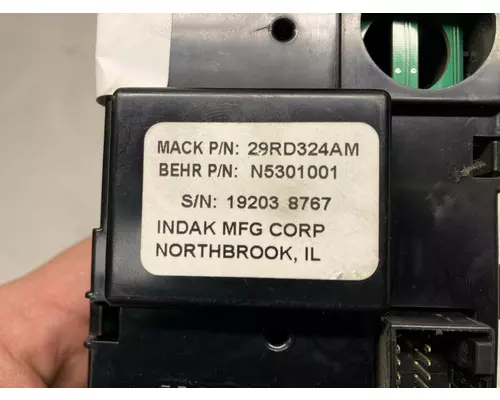 MACK P/N: 29RD324AM
BEHR P/N: N5301001
S/N: 19203 8767
INDAK MFG CORP
NORTHBROOK, IL